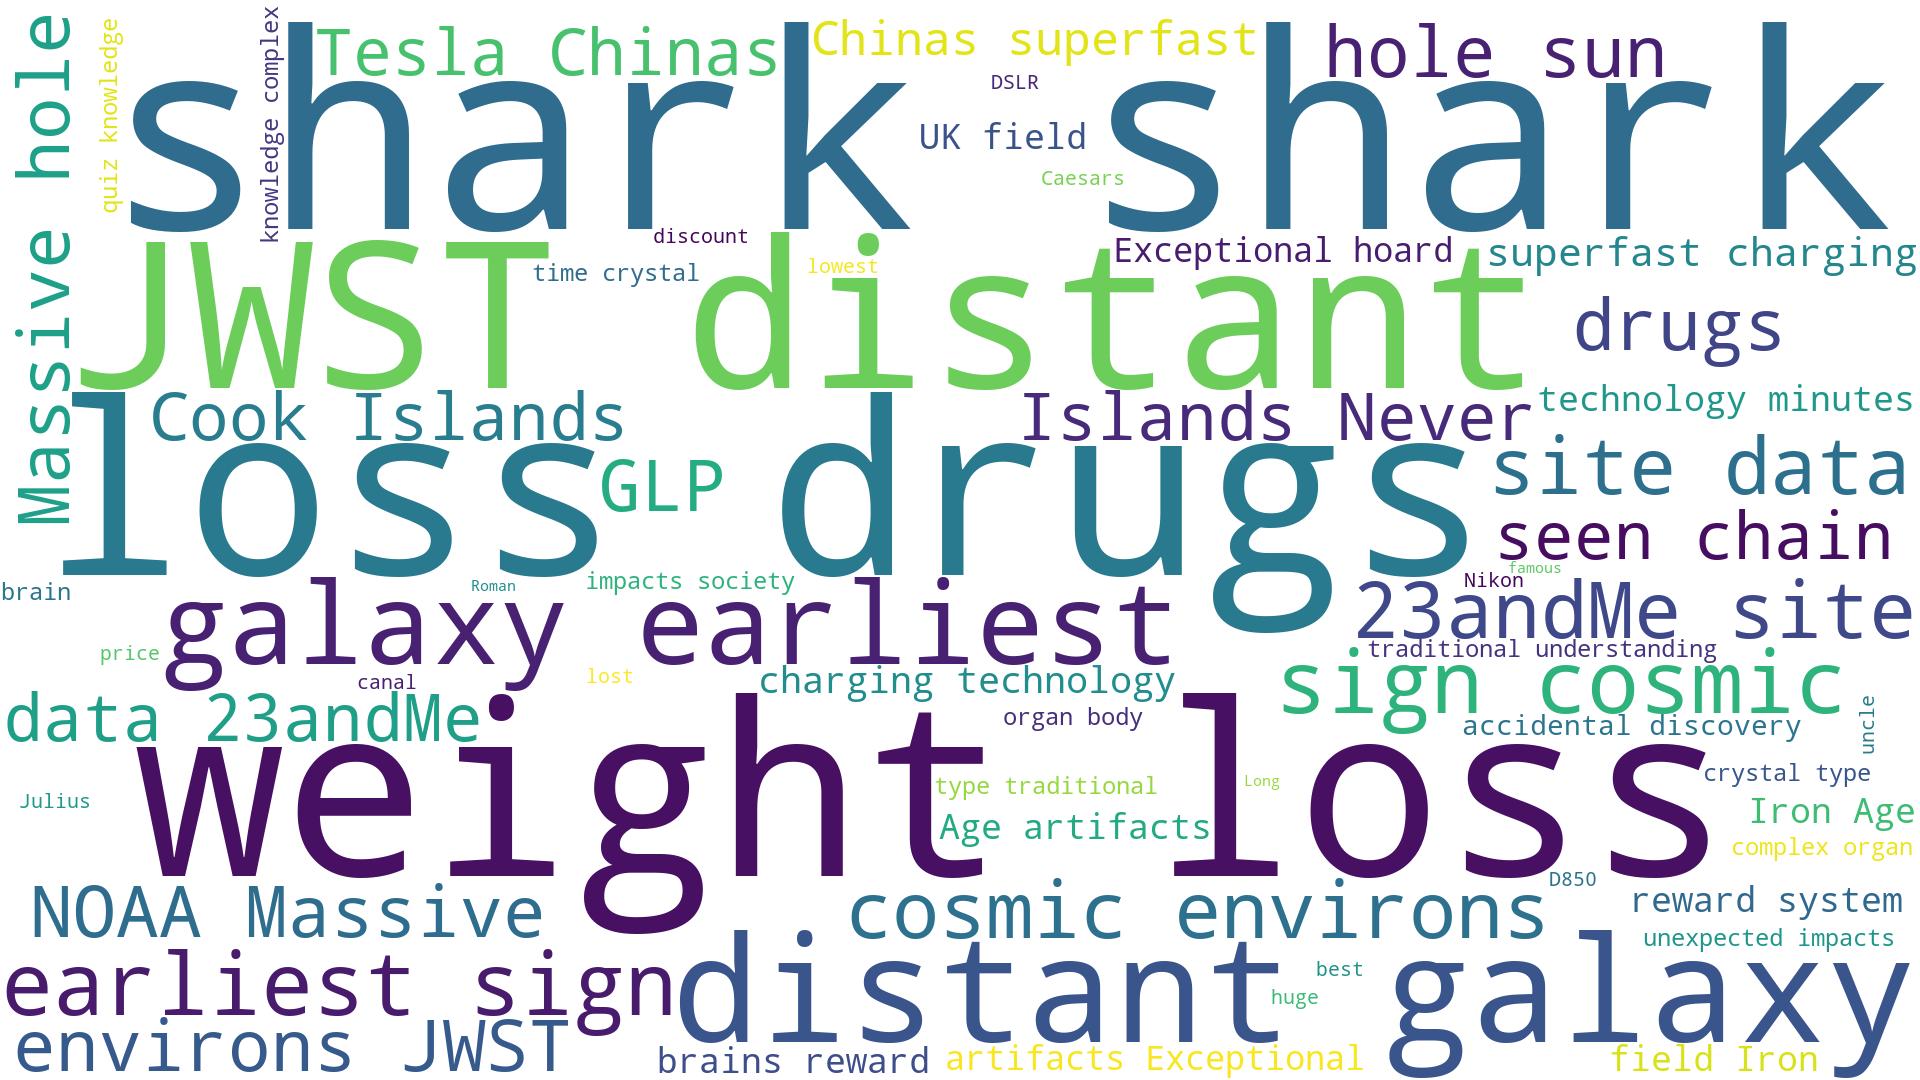 Massive hole
quiz knowledge
knowledge complex
Tesla Chinas
Chinas superfast
hole sun
shark shark
DSLR
UK field
Caesars
discount
time crystal
lowest
Exceptional hoard
superfast charging
JWST distant
drugs
Cook Islands
Islands Never
technology minutes
loss drugs
GLP
site data
seen chain
brain
Roman
impacts society
famous
Nikon
galaxy earliest
23andMe site
price
canal
lost
traditional understanding
charging technology
sign cosmic
data 23andMe
organ body
accidental discovery
uncle
weight loss
Julius
type traditional
Long
crystal type
Age artifacts
Iron Age
complex organ
NOAA Massive
cosmic environs
D850
reward system
unexpected impacts
earliest sign
distant galaxy
best
huge
environs JWST
brains reward
artifacts Exceptional
field Iron